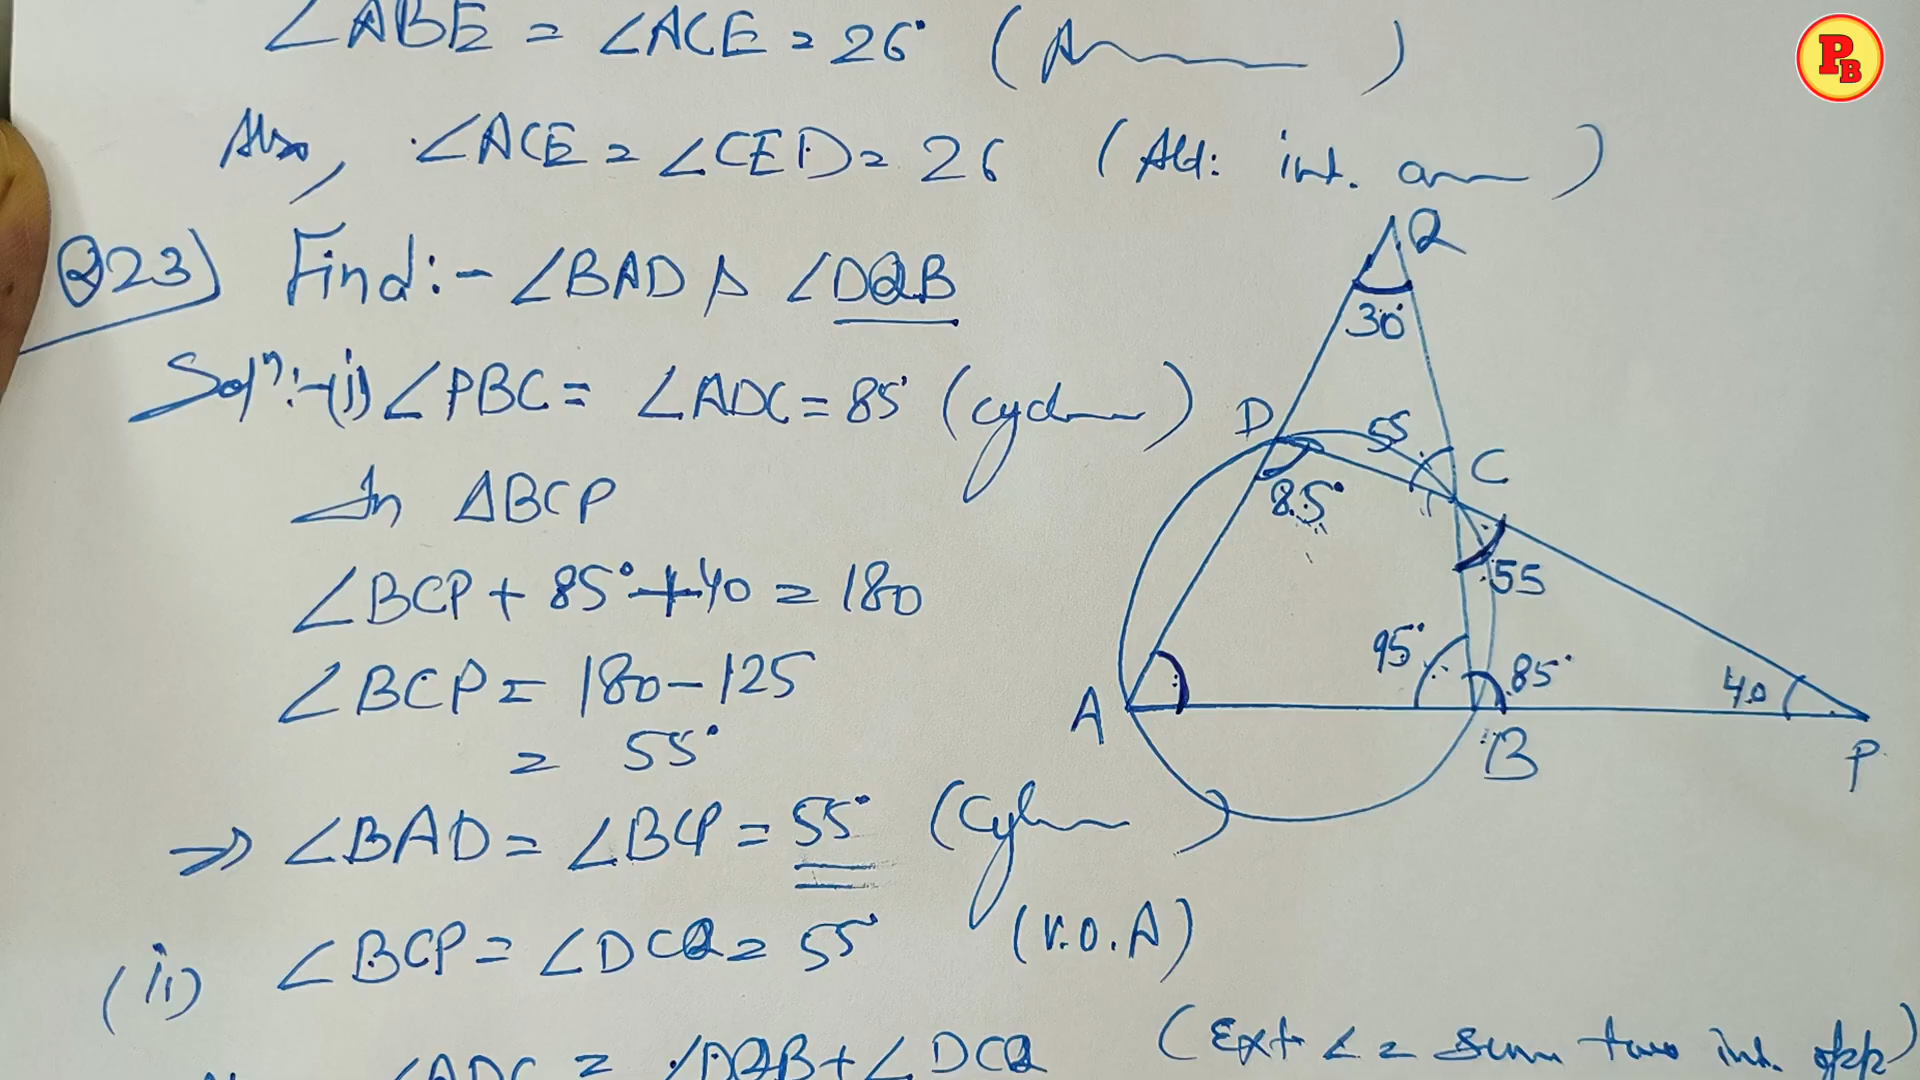 ∠ABE = ∠ACE = 26° ( )
Also, ∠ACE = ∠CED = 26 (Alt: int. )
Q23) Find:- ∠BAD, ∠DQB
Solⁿ:-(i) ∠PBC = ∠ADC = 85° ( )
In ΔBCP
∠BCP + 85° + 40 = 180
∠BCP = 180 - 125
= 55°
⇒ ∠BAD = ∠BCP = 55° ( )
(ii) ∠BCP = ∠DCQ = 55° (V.O.A)
∠ADC = ∠DQB + ∠DCQ (Ext ∠ = sum two int. opp)
Q
30°
D
55
C
85°
55
95°
85°
40
A
B
P
PB